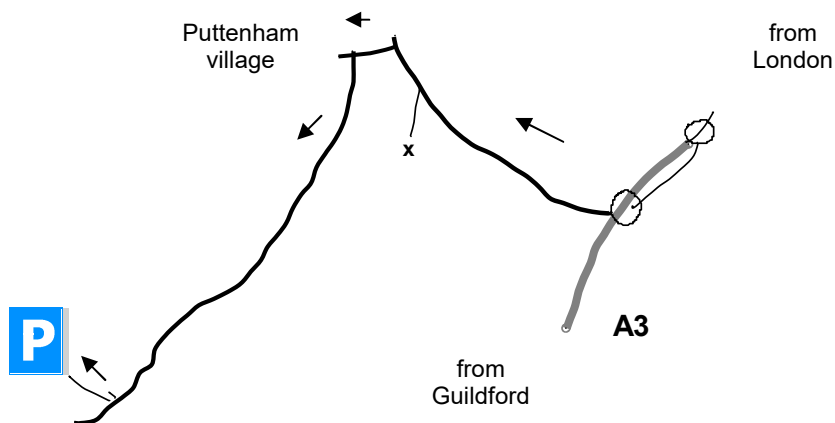 Puttenham
village
from
London
x
A3
from
Guildford
P